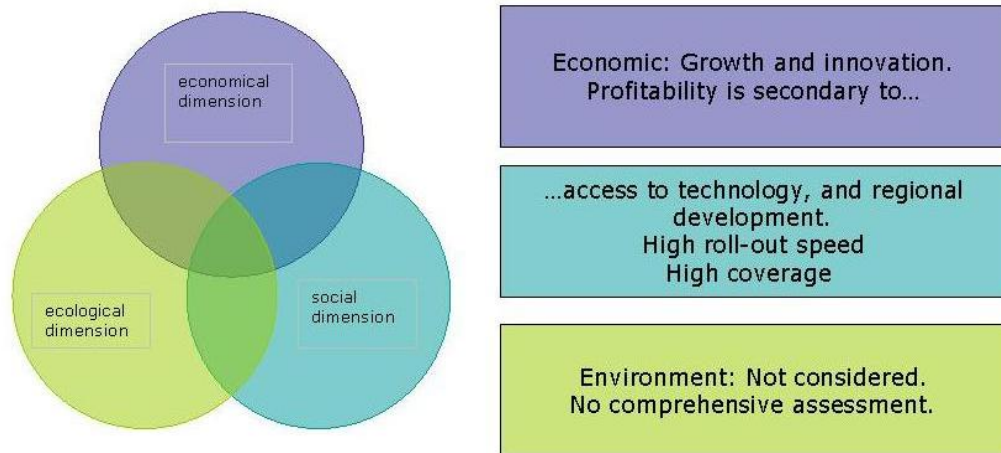 economical
dimension
ecological
dimension
social
dimension
Economic: Growth and innovation.
Profitability is secondary to...
...access to technology, and regional
development.
High roll-out speed
High coverage
Environment: Not considered.
No comprehensive assessment.